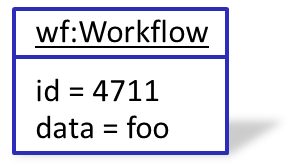 wf:Workflow
id = 4711
data = foo